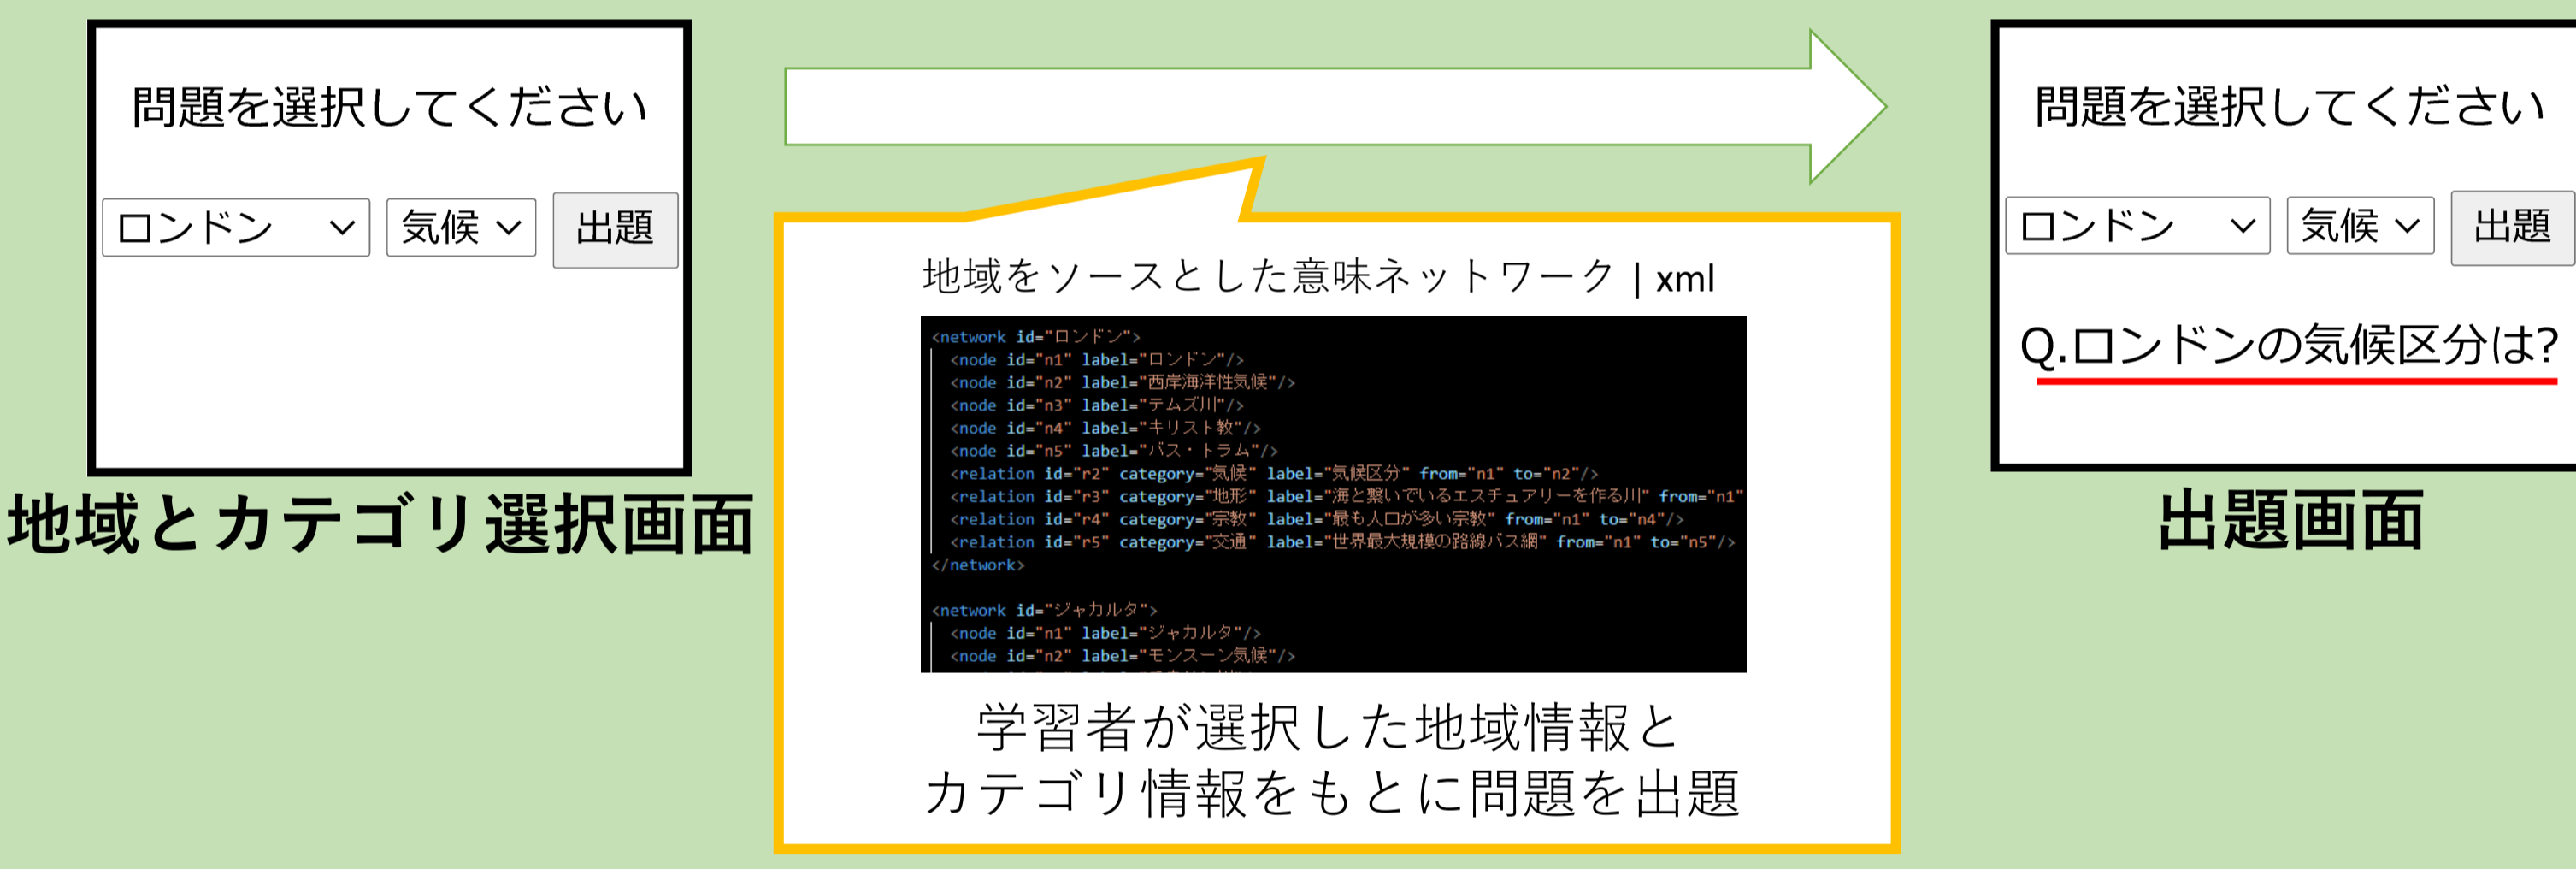 問題を選択してください
ロンドン 気候 出題
地域とカテゴリ選択画面
地域をソースとした意味ネットワーク | xml
<network id="ロンドン">
<node id="n1" label="ロンドン"/>
<node id="n2" label="西岸海洋性気候"/>
<node id="n3" label="テムズ川"/>
<node id="n4" label="キリスト教"/>
<node id="n5" label="バス・トラム"/>
<relation id="r2" category="気候" label="気候区分" from="n1" to="n2"/>
<relation id="r3" category="地形" label="海と繋いでいるエスチュアリーを作る川" from="n1"
<relation id="r4" category="宗教" label="最も人口が多い宗教" from="n1" to="n4"/>
<relation id="r5" category="交通" label="世界最大規模の路線バス網" from="n1" to="n5"/>
</network>
<network id="ジャカルタ">
<node id="n1" label="ジャカルタ"/>
<node id="n2" label="モンスーン気候"/>
学習者が選択した地域情報と
カテゴリ情報をもとに問題を出題
問題を選択してください
ロンドン 気候 出題
Q.ロンドンの気候区分は?
出題画面